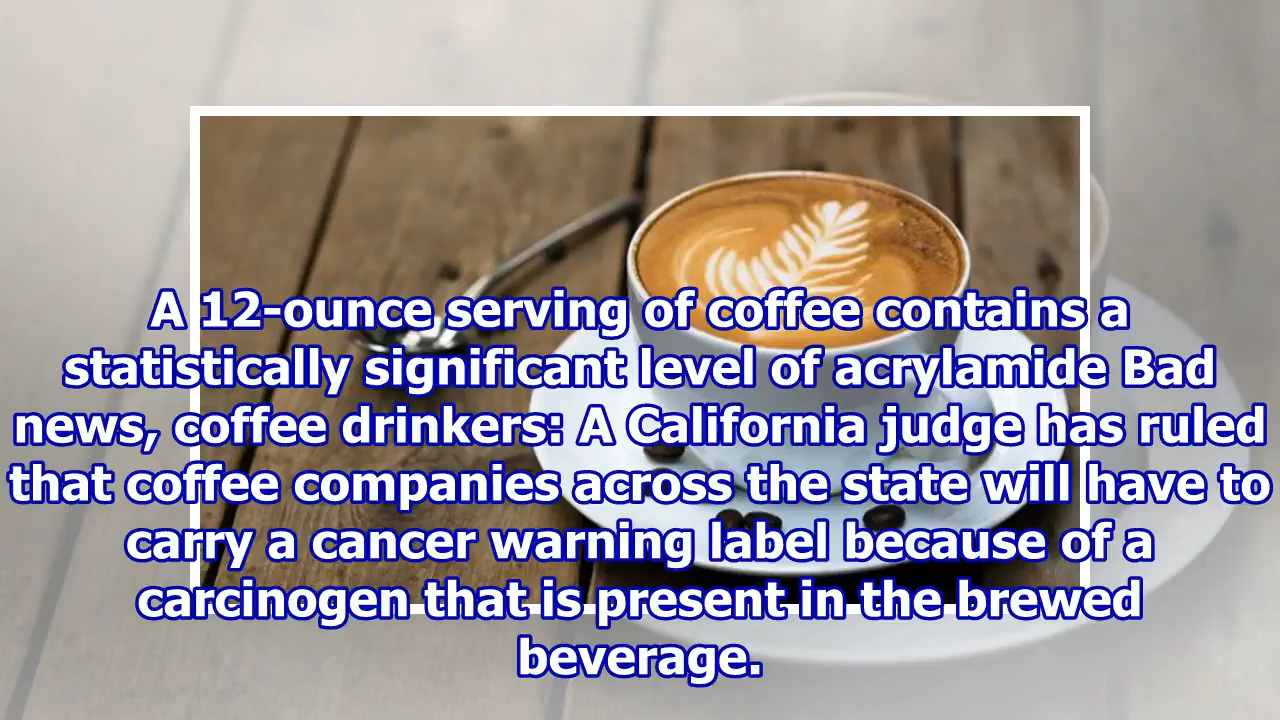 A 12-ounce serving of coffee contains a
statistically significant level of acrylamide Bad
news, coffee drinkers: A California judge has ruled
that coffee companies across the state will have to
carry a cancer warning label because of a
carcinogen that is present in the brewed
beverage.